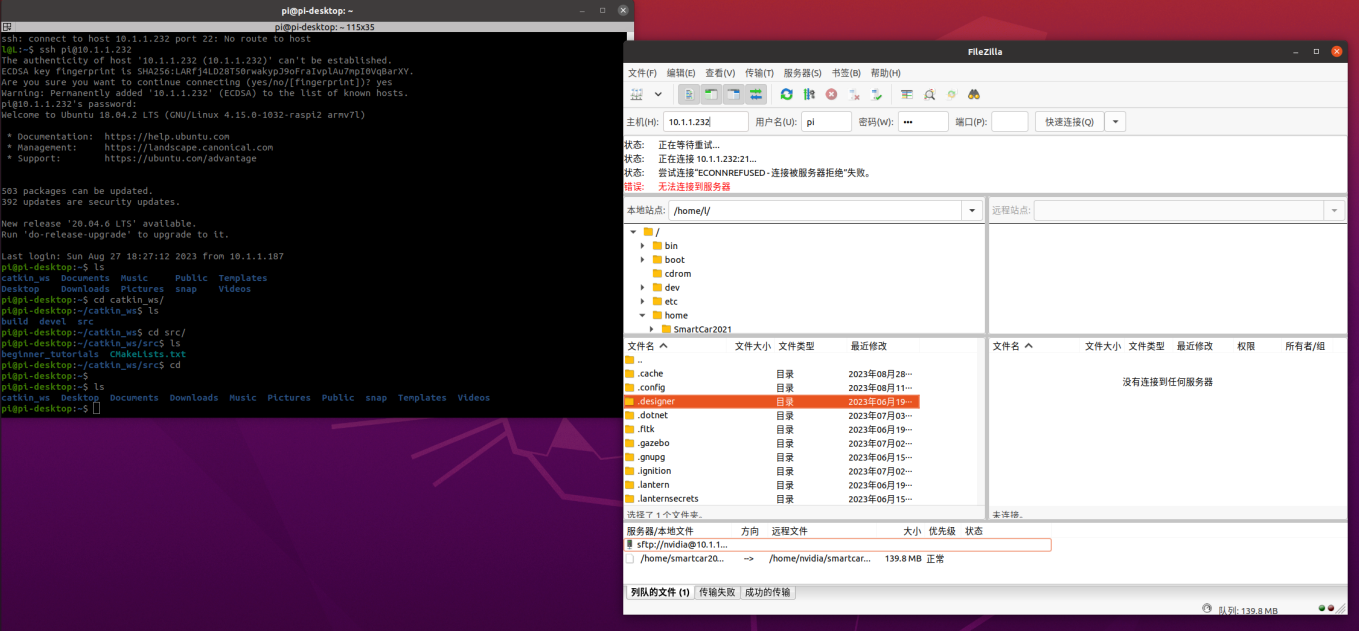 pi@pi-desktop: ~
pi@pi-desktop: ~ 115x35
ssh: connect to host 10.1.1.232 port 22: No route to host
l@L:~$ ssh pi@10.1.1.232
The authenticity of host '10.1.1.232 (10.1.1.232)' can't be established.
ECDSA key fingerprint is SHA256:LARfj4LD28T50rwakypJ9oFraIvplAu7mpI0VqBarXY.
Are you sure you want to continue connecting (yes/no/[fingerprint])? yes
Warning: Permanently added '10.1.1.232' (ECDSA) to the list of known hosts.
pi@10.1.1.232's password:
Welcome to Ubuntu 18.04.2 LTS (GNU/Linux 4.15.0-1032-raspi2 armv7l)
* Documentation: https://help.ubuntu.com
* Management: https://landscape.canonical.com
* Support: https://ubuntu.com/advantage
503 packages can be updated.
392 updates are security updates.
New release '20.04.6 LTS' available.
Run 'do-release-upgrade' to upgrade to it.
Last login: Sun Aug 27 18:27:12 2023 from 10.1.1.187
pi@pi-desktop:~$ ls
catkin_ws Documents Music Public Templates
Desktop Downloads Pictures snap Videos
pi@pi-desktop:~$ cd catkin_ws/
pi@pi-desktop:~/catkin_ws$ ls
build devel src
pi@pi-desktop:~/catkin_ws$ cd src/
pi@pi-desktop:~/catkin_ws/src$ ls
beginner_tutorials CMakeLists.txt
pi@pi-desktop:~/catkin_ws/src$ cd
pi@pi-desktop:~$
pi@pi-desktop:~$ ls
catkin_ws Desktop Documents Downloads Music Pictures Public snap Templates Videos
pi@pi-desktop:~$
FileZilla
文件(F) 编辑(E) 查看(V) 传输(T) 服务器(S) 书签(B) 帮助(H)
主机(H): 10.1.1.232 用户名(U): pi 密码(W): ••• 端口(P): 快速连接(Q)
状态: 正在等待重试...
状态: 正在连接 10.1.1.232:21...
状态: 尝试连接“ECONNREFUSED - 连接被服务器拒绝”失败。
错误: 无法连接到服务器
本地站点: /home/l/
远程站点:
/
bin
boot
cdrom
dev
etc
home
SmartCar2021
文件名 文件大小 文件类型 最近修改
..
.cache 目录 2023年08月28…
.config 目录 2023年08月11…
.designer 目录 2023年06月19…
.dotnet 目录 2023年07月03…
.fltk 目录 2023年06月19…
.gazebo 目录 2023年07月02…
.gnupg 目录 2023年06月15…
.ignition 目录 2023年07月02…
.lantern 目录 2023年06月19…
.lanternsecrets 目录 2023年06月15…
选择了 1 个文件夹。
文件名 文件大小 文件类型 最近修改 权限 所有者/组
没有连接到任何服务器
未连接。
服务器/本地文件 方向 远程文件 大小 优先级 状态
sftp://nvidia@10.1.1...
/home/smartcar20... --> /home/nvidia/smartcar... 139.8 MB 正常
列队的文件 (1) 传输失败 成功的传输
队列: 139.8 MB